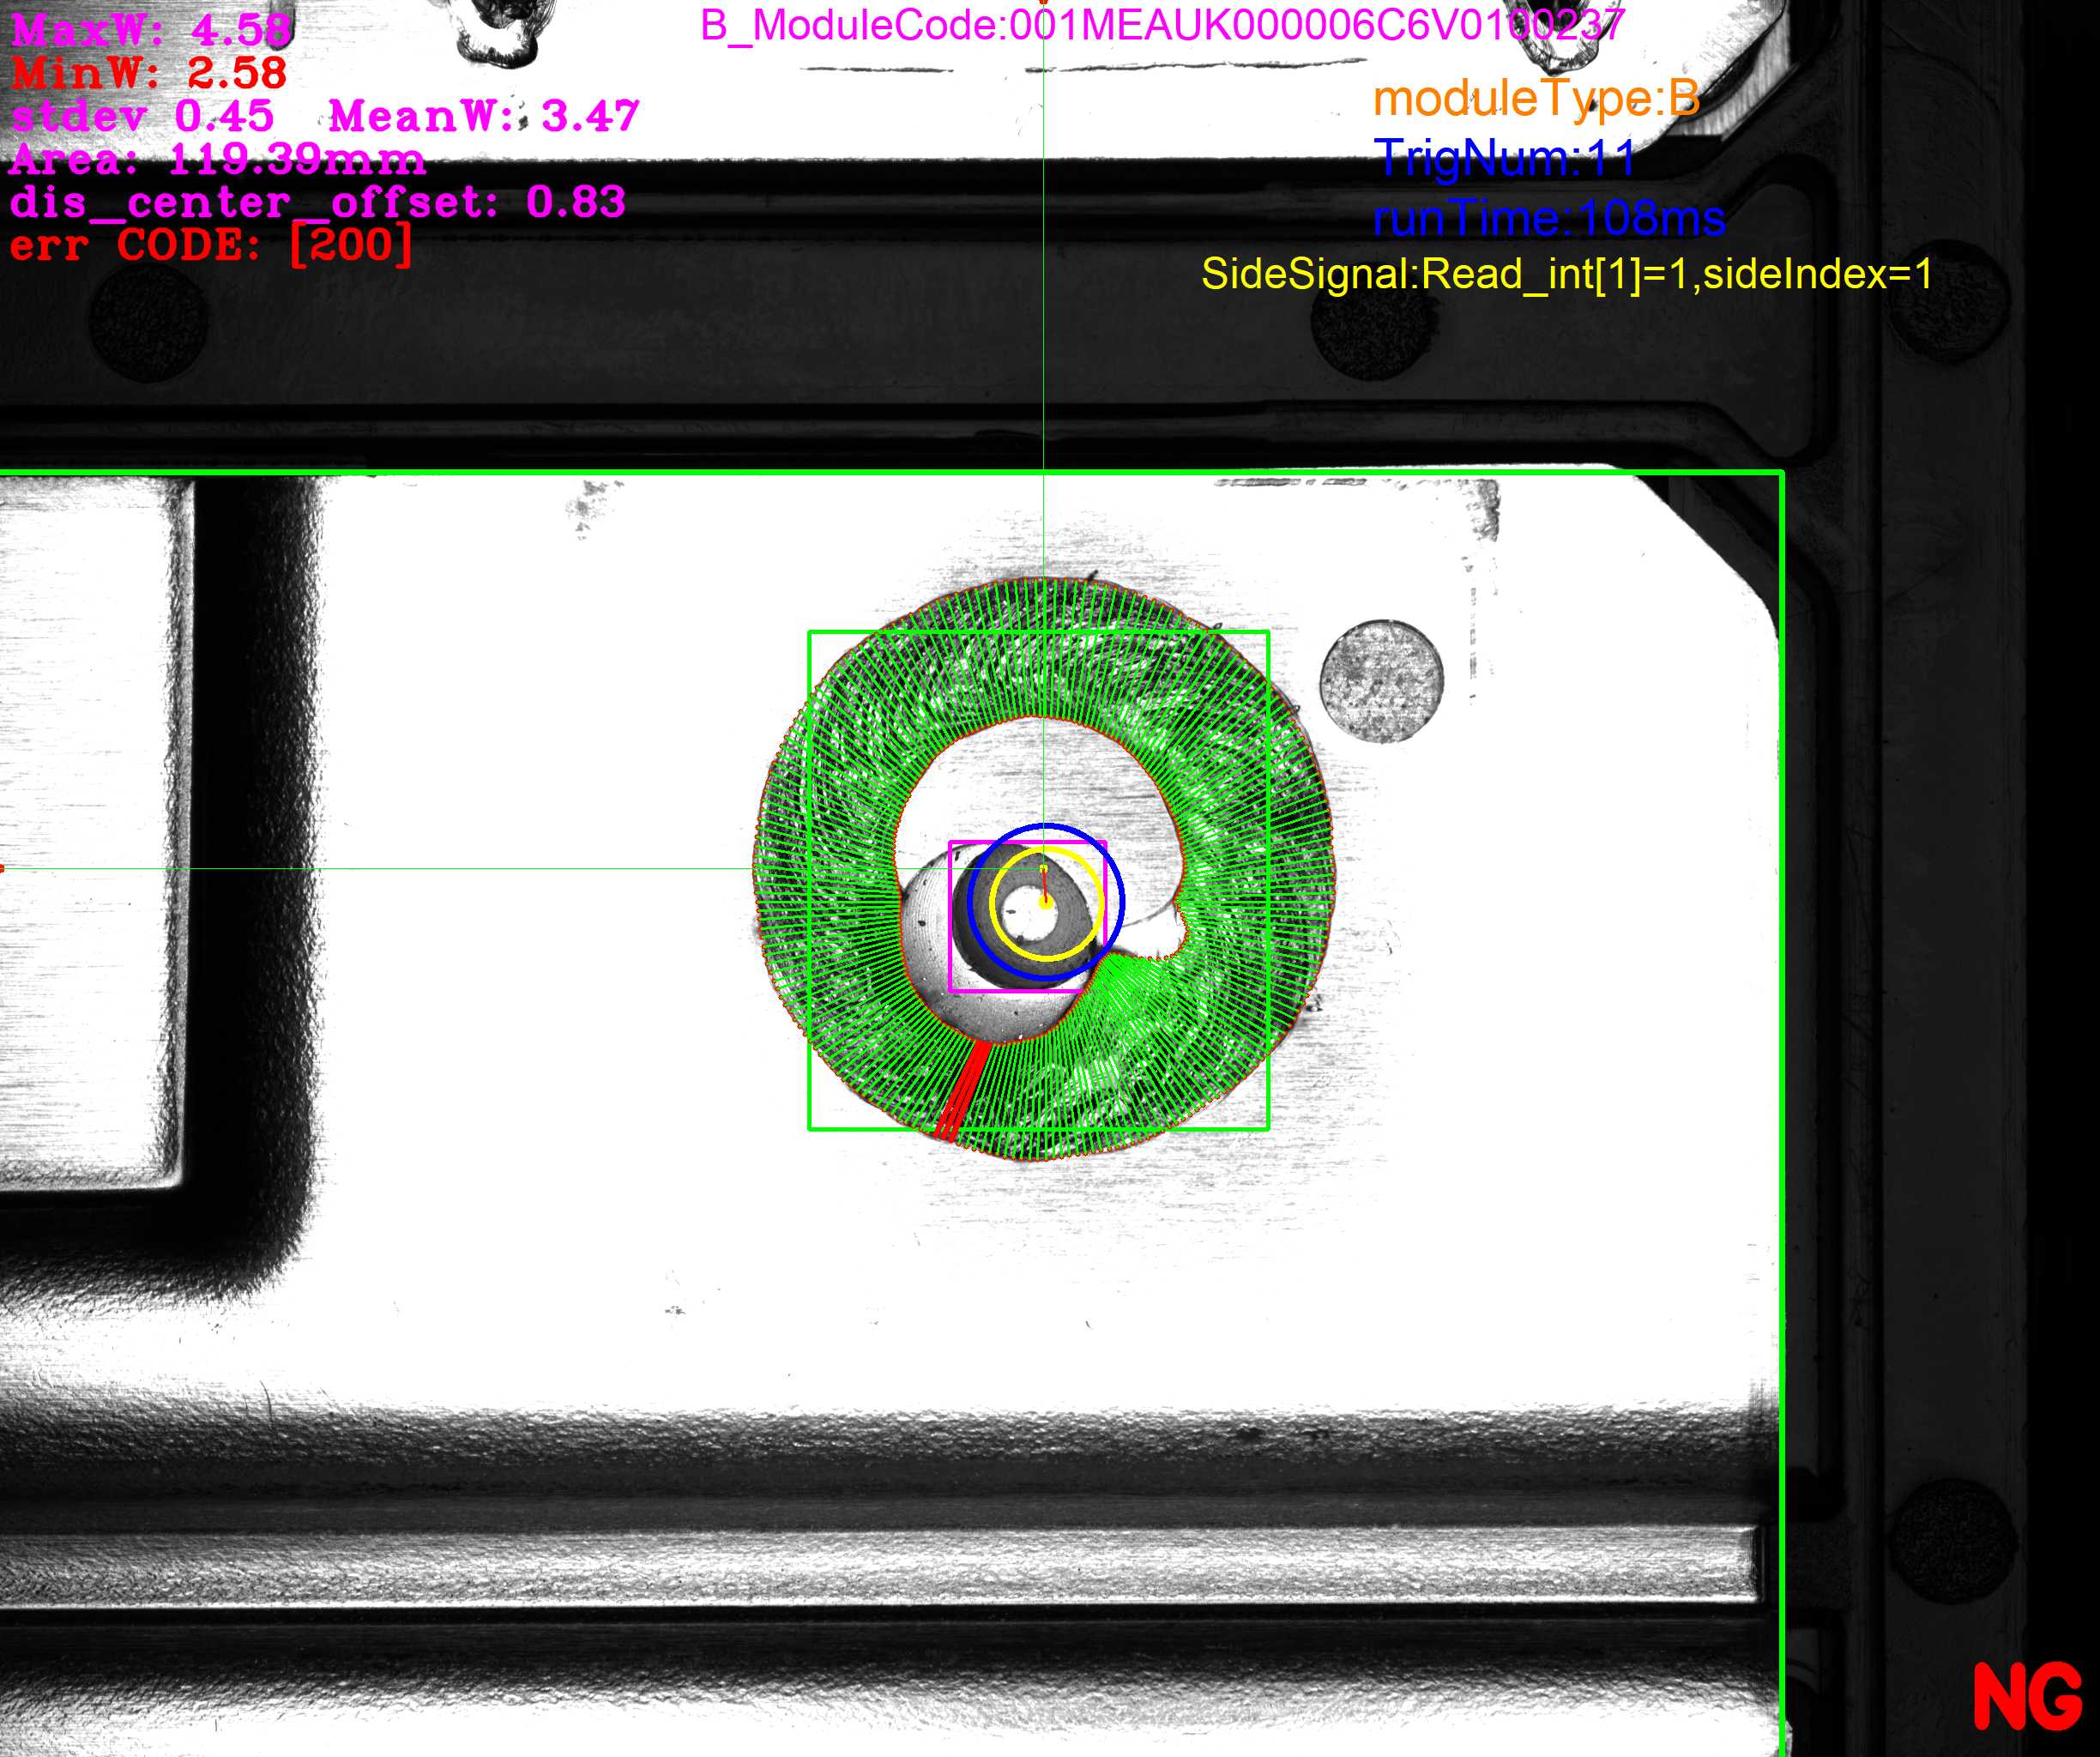 MaxW: 4.58
MinW: 2.58
stdev 0.45 MeanW: 3.47
Area: 119.39mm
dis_center_offset: 0.83
err CODE: [200]
B_ModuleCode:001MEAUK000006C6V0100237
moduleType:B
TrigNum:11
runTime:108ms
SideSignal:Read_int[1]=1,sideIndex=1
NG